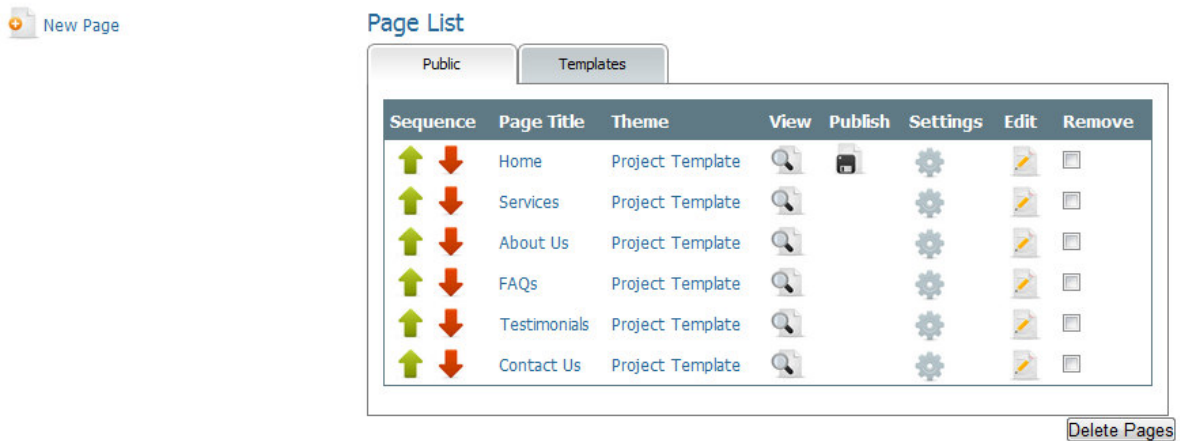 New Page
Page List
Public Templates
Sequence Page Title Theme View Publish Settings Edit Remove
Home Project Template
Services Project Template
About Us Project Template
FAQs Project Template
Testimonials Project Template
Contact Us Project Template
Delete Pages